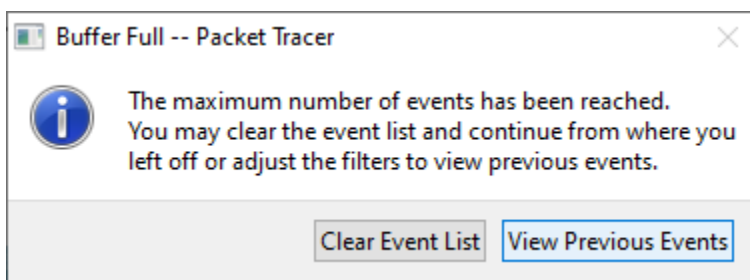 Buffer Full -- Packet Tracer
The maximum number of events has been reached.
You may clear the event list and continue from where you
left off or adjust the filters to view previous events.
Clear Event List View Previous Events